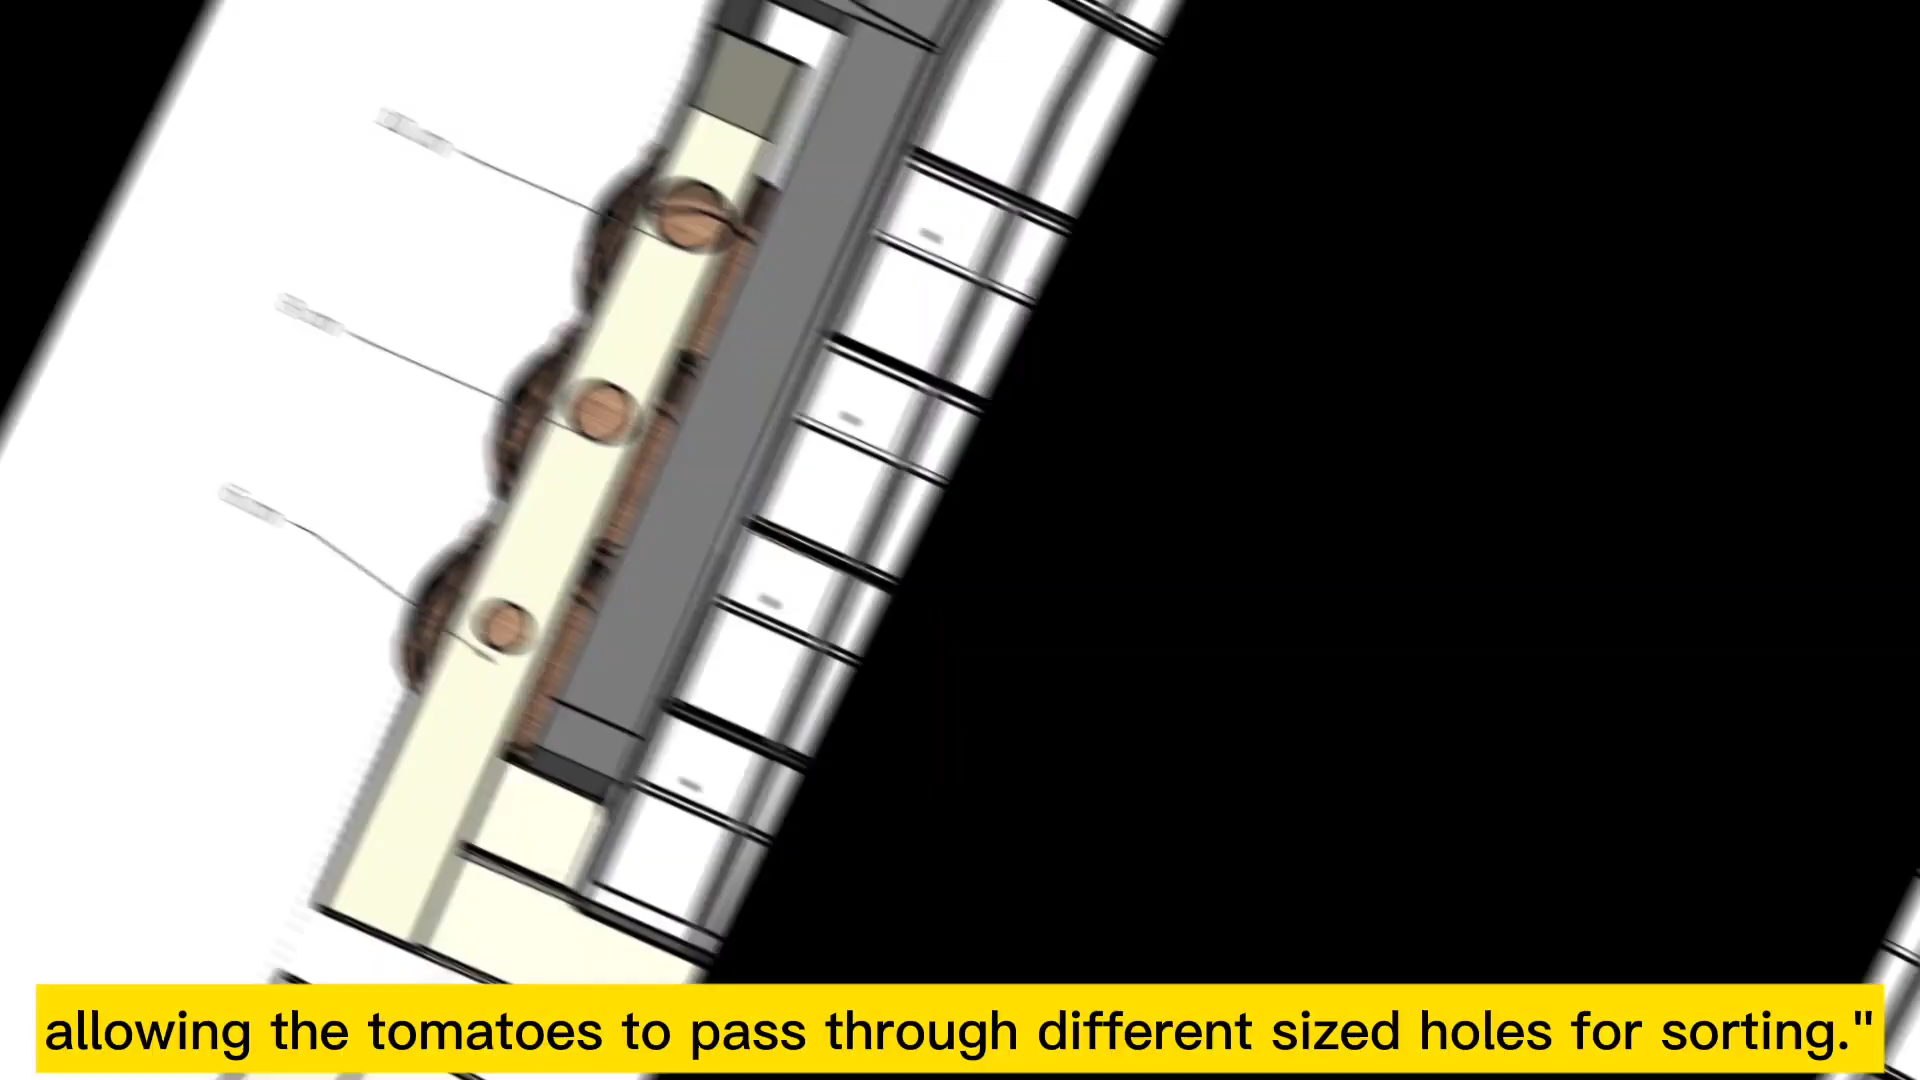 allowing the tomatoes to pass through different sized holes for sorting."